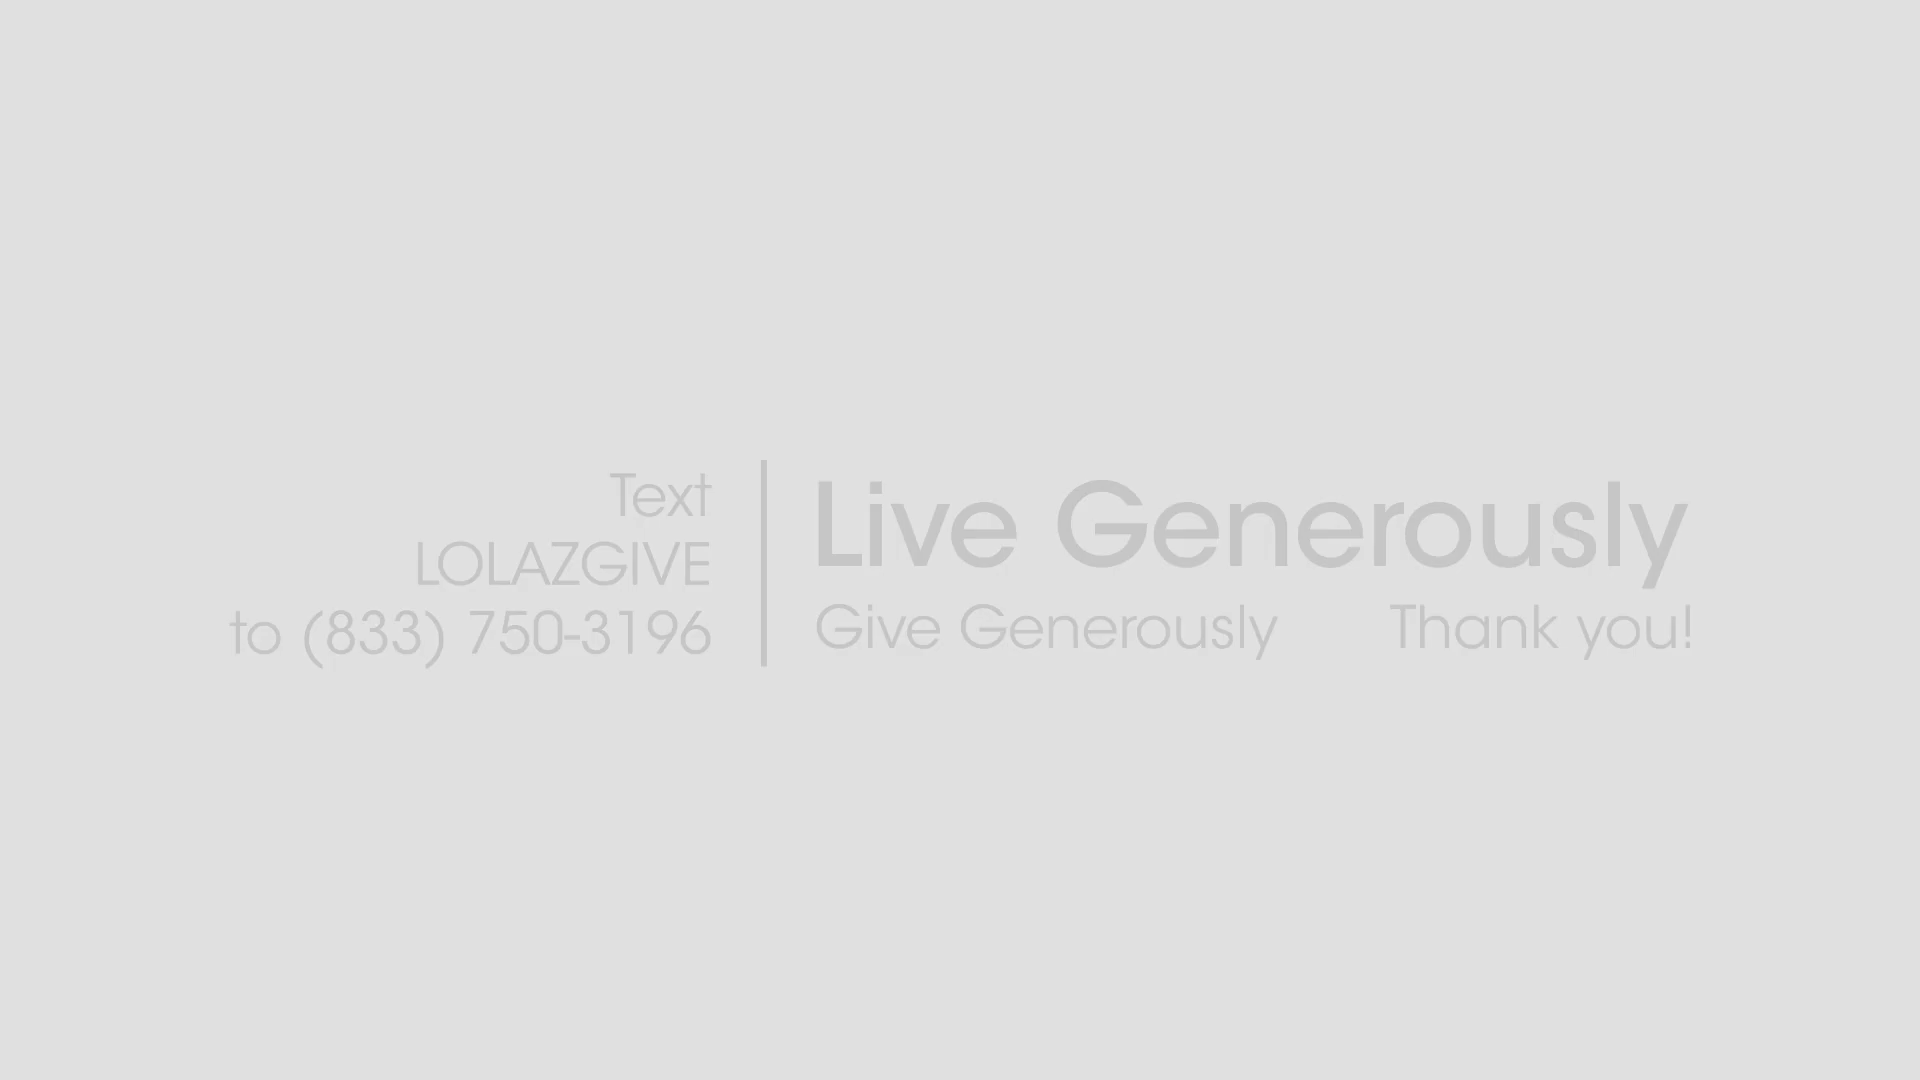 Text
LOLAZGIVE
to (833) 750-3196
Live Generously
Give Generously Thank you!